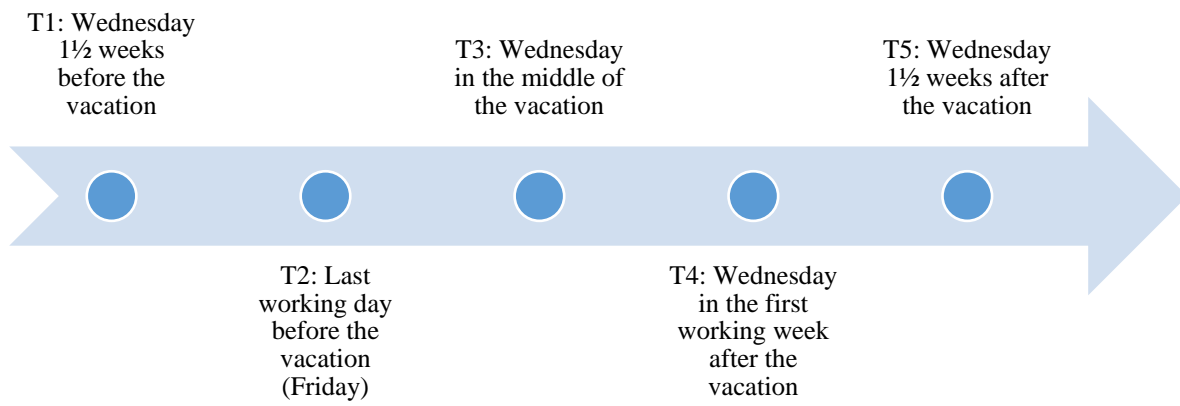 T1: Wednesday
1½ weeks
before the
vacation
T2: Last
working day
before the
vacation
(Friday)
T3: Wednesday
in the middle of
the vacation
T4: Wednesday
in the first
working week
after the
vacation
T5: Wednesday
1½ weeks after
the vacation